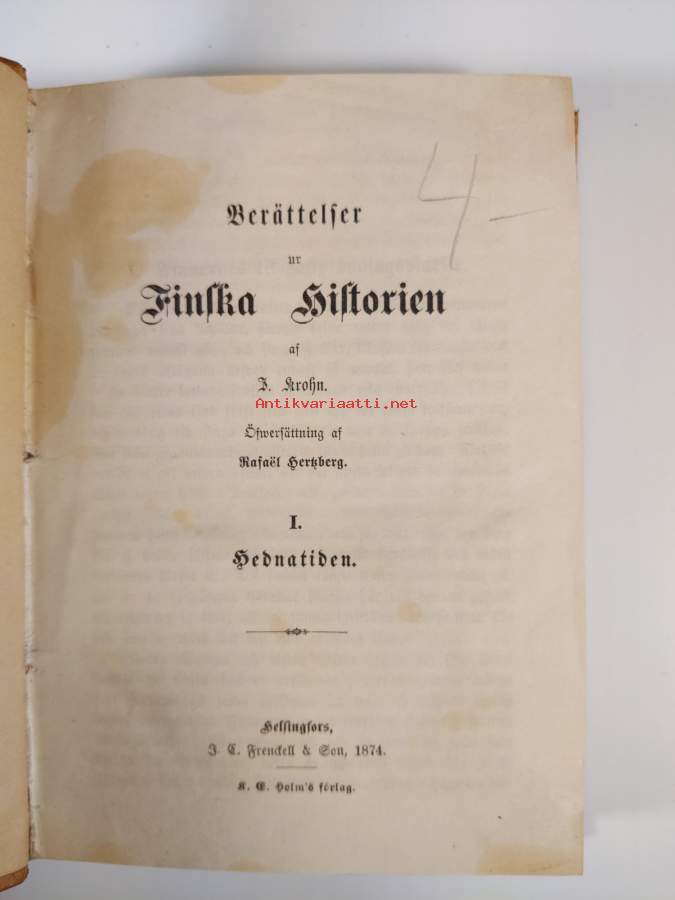 Berättelser
ur
Finska Historien
af
J. Krohn.
Antikvariaatti.net
Öfwersättning af
Rafaël Hertzberg.
I.
Hednatiden.
Helsingfors,
J. C. Frenckell & Son, 1874.
K. E. Holm's förlag.
4-